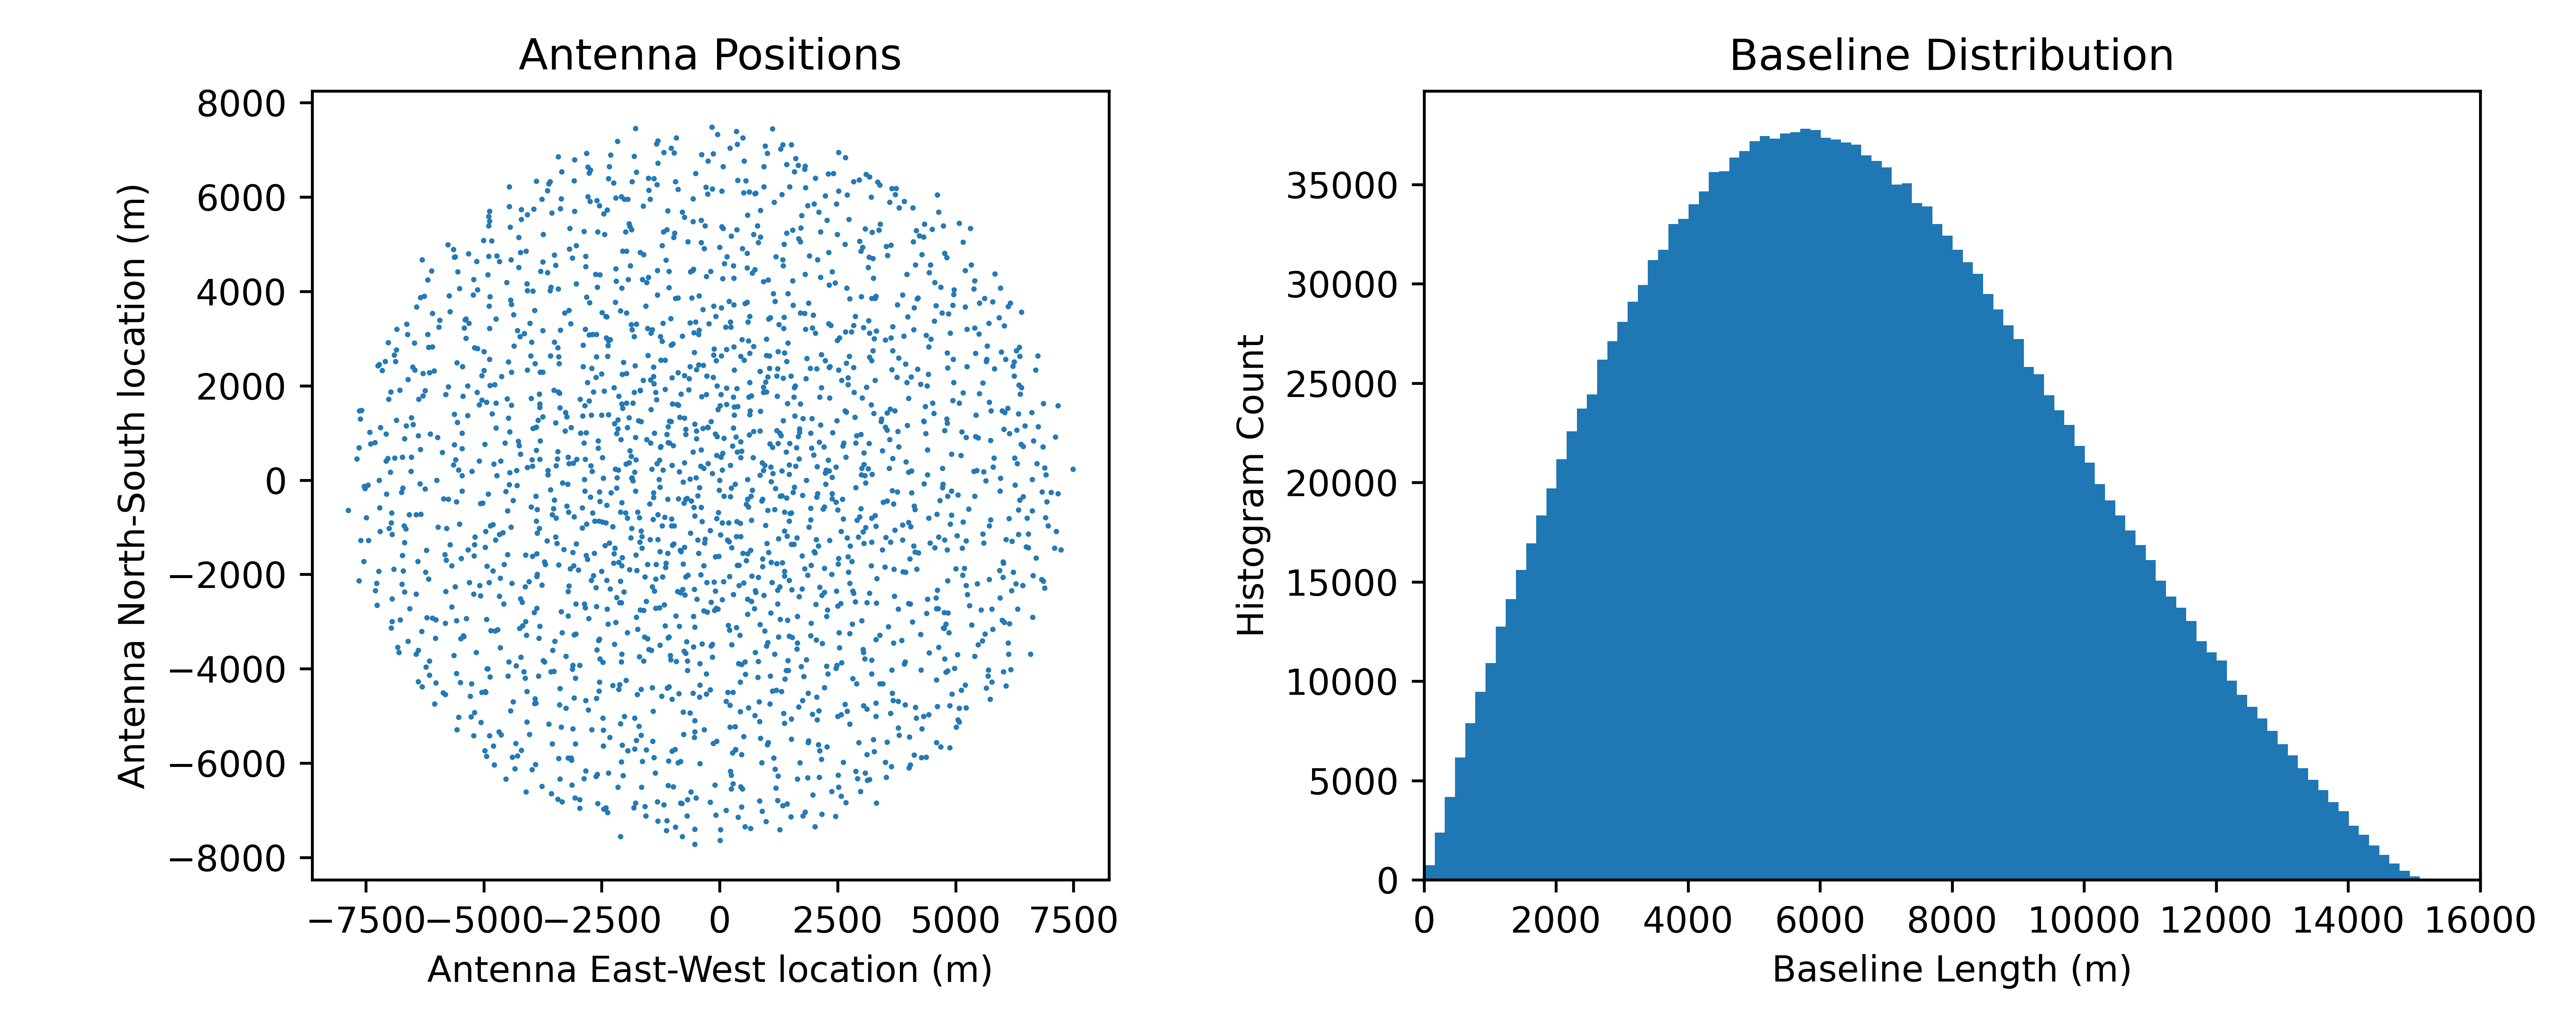 Antenna Positions
8000
6000
4000
2000
0
−2000
−4000
−6000
−8000
Antenna North-South location (m)
−7500 −5000 −2500 0 2500 5000 7500
Antenna East-West location (m)
Baseline Distribution
35000
30000
25000
20000
15000
10000
5000
0
Histogram Count
0 2000 4000 6000 8000 10000 12000 14000 16000
Baseline Length (m)